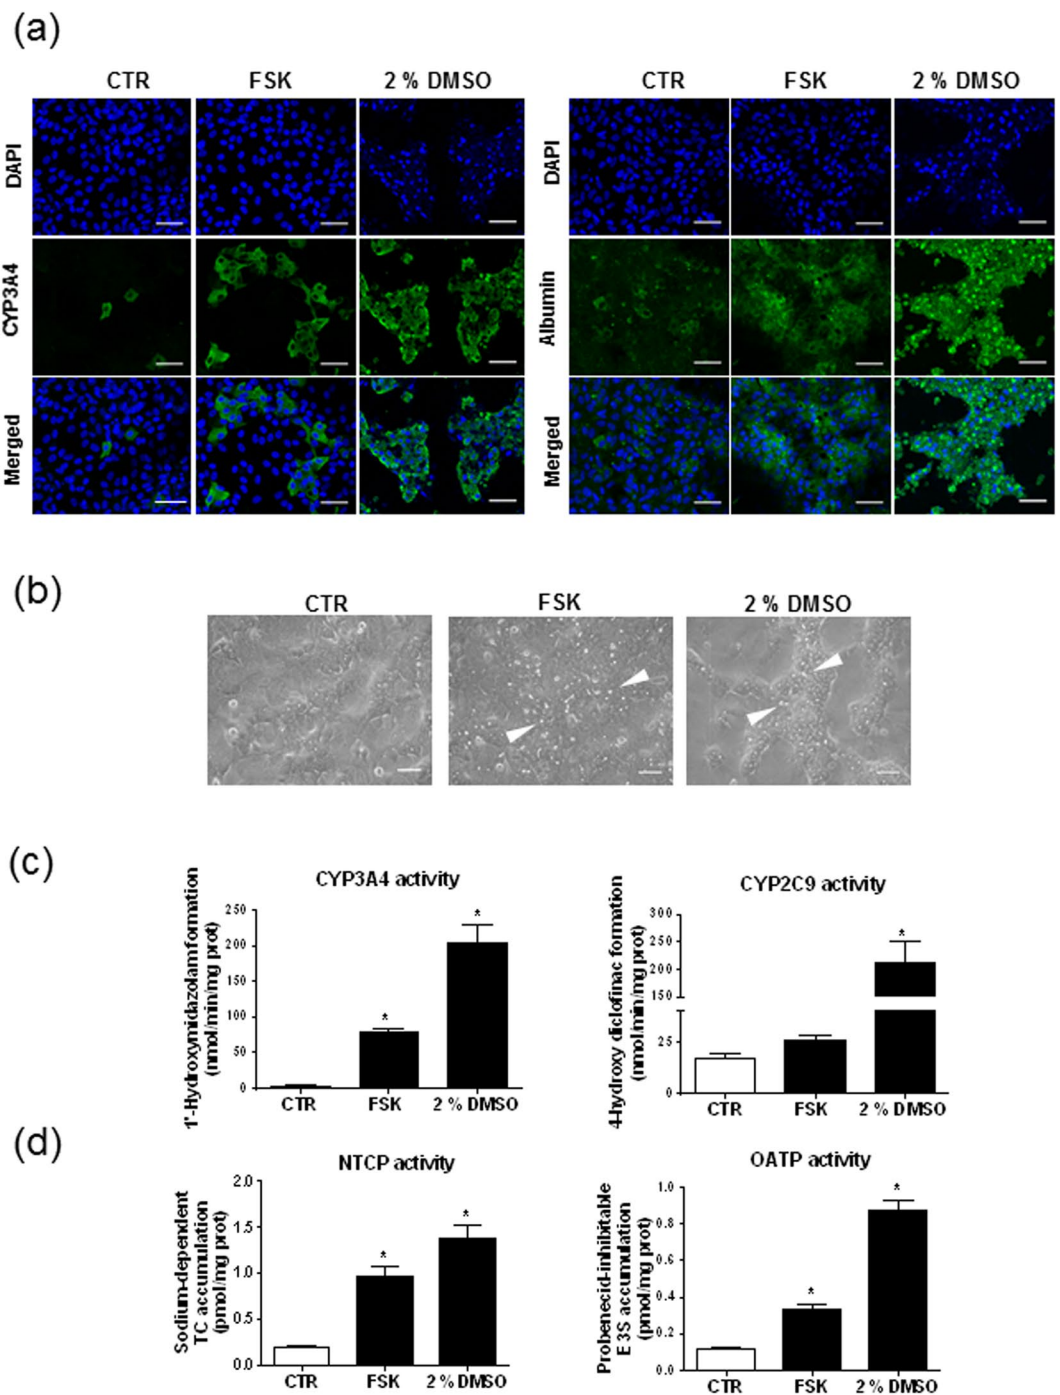 (a)
CTR FSK 2 % DMSO CTR FSK 2 % DMSO
DAPI DAPI
CYP3A4 Albumin
Merged Merged
(b)
CTR FSK 2 % DMSO
(c)
CYP3A4 activity
1'-Hydroxymidazolam formation
(nmol/min/mg prot)
250
200
150
100
50
0
*
*
CTR FSK 2 % DMSO
CYP2C9 activity
4-hydroxy diclofinac formation
(nmol/min/mg prot)
300
250
200
150
25
0
*
CTR FSK 2 % DMSO
(d)
NTCP activity
Sodium-dependent
TC accumulation
(pmol/mg prot)
2.0
1.5
1.0
0.5
0.0
*
*
CTR FSK 2 % DMSO
OATP activity
Probenecid-inhibitable
E3S accumulation
(pmol/mg prot)
1.0
0.8
0.6
0.4
0.2
0.0
*
*
CTR FSK 2 % DMSO